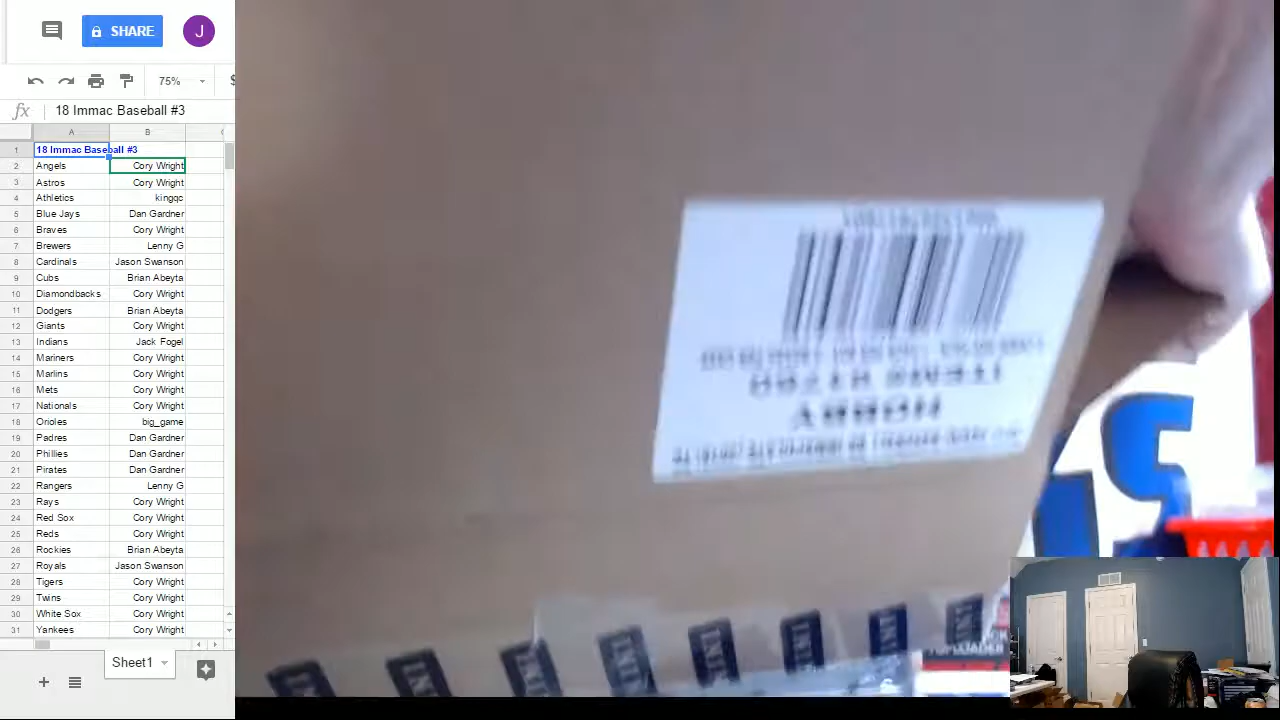 SHARE
J
75%
$
fx 18 Immac Baseball #3
A B
1 18 Immac Baseball #3
2 Angels Cory Wright
3 Astros Cory Wright
4 Athletics kingqc
5 Blue Jays Dan Gardner
6 Braves Cory Wright
7 Brewers Lenny G
8 Cardinals Jason Swanson
9 Cubs Brian Abeyta
10 Diamondbacks Cory Wright
11 Dodgers Brian Abeyta
12 Giants Cory Wright
13 Indians Jack Fogel
14 Mariners Cory Wright
15 Marlins Cory Wright
16 Mets Cory Wright
17 Nationals Cory Wright
18 Orioles big_game
19 Padres Dan Gardner
20 Phillies Dan Gardner
21 Pirates Dan Gardner
22 Rangers Lenny G
23 Rays Cory Wright
24 Red Sox Cory Wright
25 Reds Cory Wright
26 Rockies Brian Abeyta
27 Royals Jason Swanson
28 Tigers Cory Wright
29 Twins Cory Wright
30 White Sox Cory Wright
31 Yankees Cory Wright
Sheet1
HOBBY
TOPLOADER